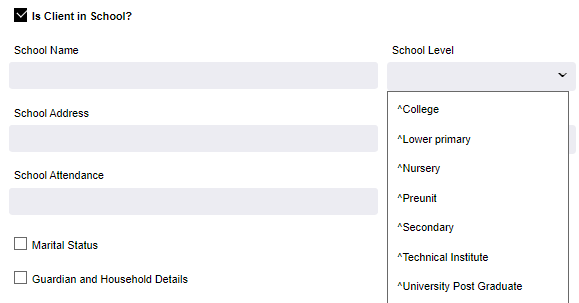 Is Client in School?
School Name
School Level
School Address
^College
^Lower primary
^Nursery
School Attendance
^Preunit
^Secondary
Marital Status
^Technical Institute
Guardian and Household Details
^University Post Graduate